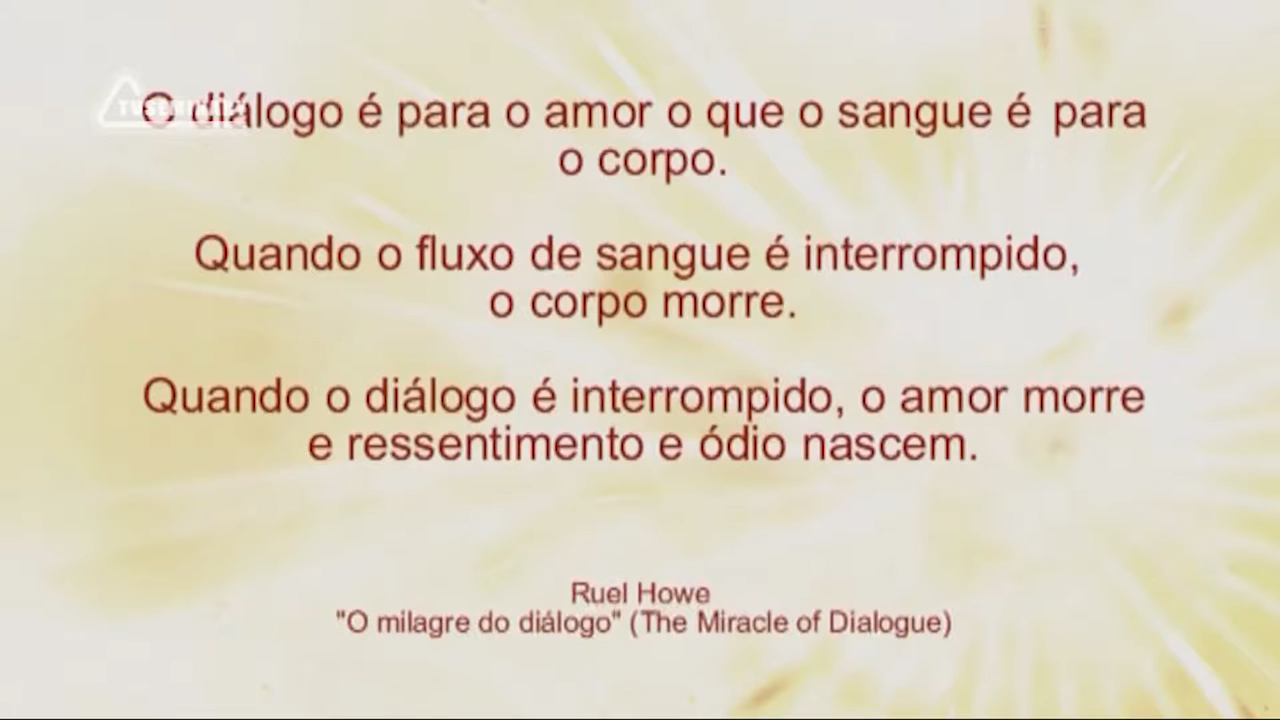 O diálogo é para o amor o que o sangue é para
o corpo.
Quando o fluxo de sangue é interrompido,
o corpo morre.
Quando o diálogo é interrompido, o amor morre
e ressentimento e ódio nascem.
Ruel Howe
"O milagre do diálogo" (The Miracle of Dialogue)